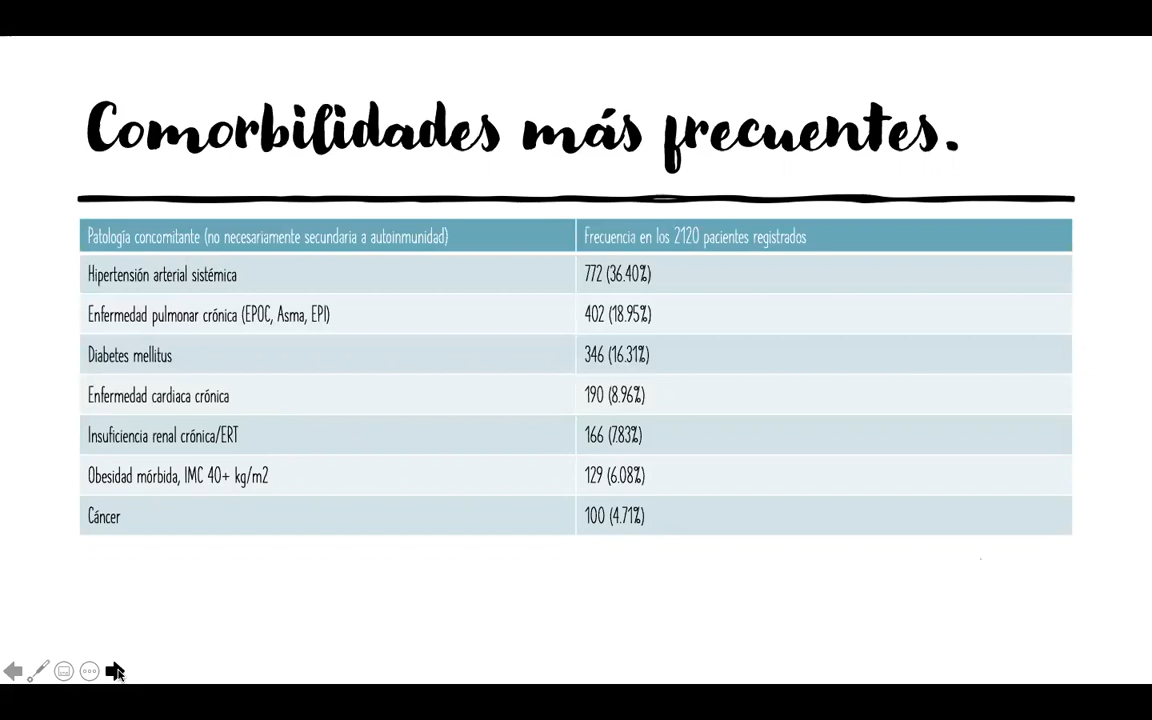 Comorbilidades más frecuentes.
Patología concomitante (no necesariamente secundaria a autoinmunidad) Frecuencia en los 2120 pacientes registrados
Hipertensión arterial sistémica 772 (36.40%)
Enfermedad pulmonar crónica (EPOC, Asma, EPI) 402 (18.95%)
Diabetes mellitus 346 (16.31%)
Enfermedad cardiaca crónica 190 (8.96%)
Insuficiencia renal crónica/ERT 166 (7.83%)
Obesidad mórbida, IMC 40+ kg/m2 129 (6.08%)
Cáncer 100 (4.71%)